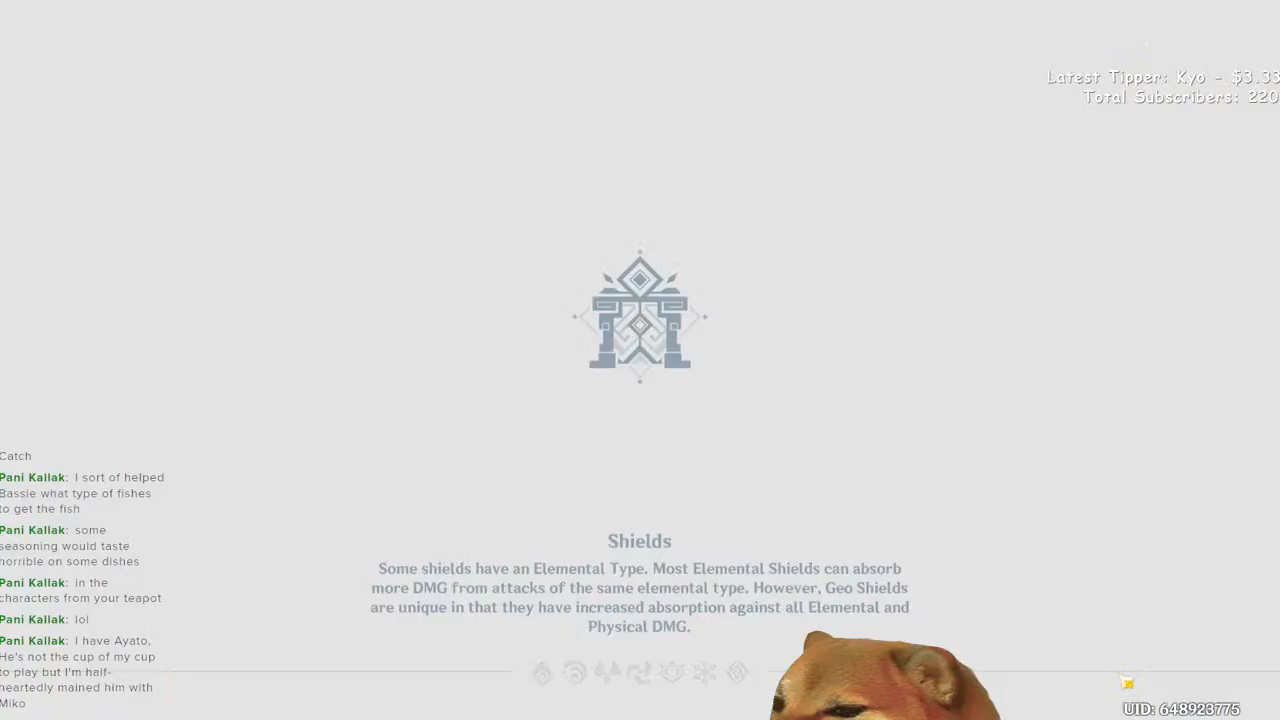 Latest Tipper: Kyo - $3.33
Total Subscribers: 220
Catch
Pani Kallak: I sort of helped
Bassie what type of fishes
to get the fish
Pani Kallak: some
seasoning would taste
horrible on some dishes
Pani Kallak: in the
characters from your teapot
Pani Kallak: lol
Pani Kallak: I have Ayato,
He's not the cup of my cup
to play but I'm half-
heartedly mained him with
Miko
Shields
Some shields have an Elemental Type. Most Elemental Shields can absorb
more DMG from attacks of the same elemental type. However, Geo Shields
are unique in that they have increased absorption against all Elemental and
Physical DMG.
UID: 648923775